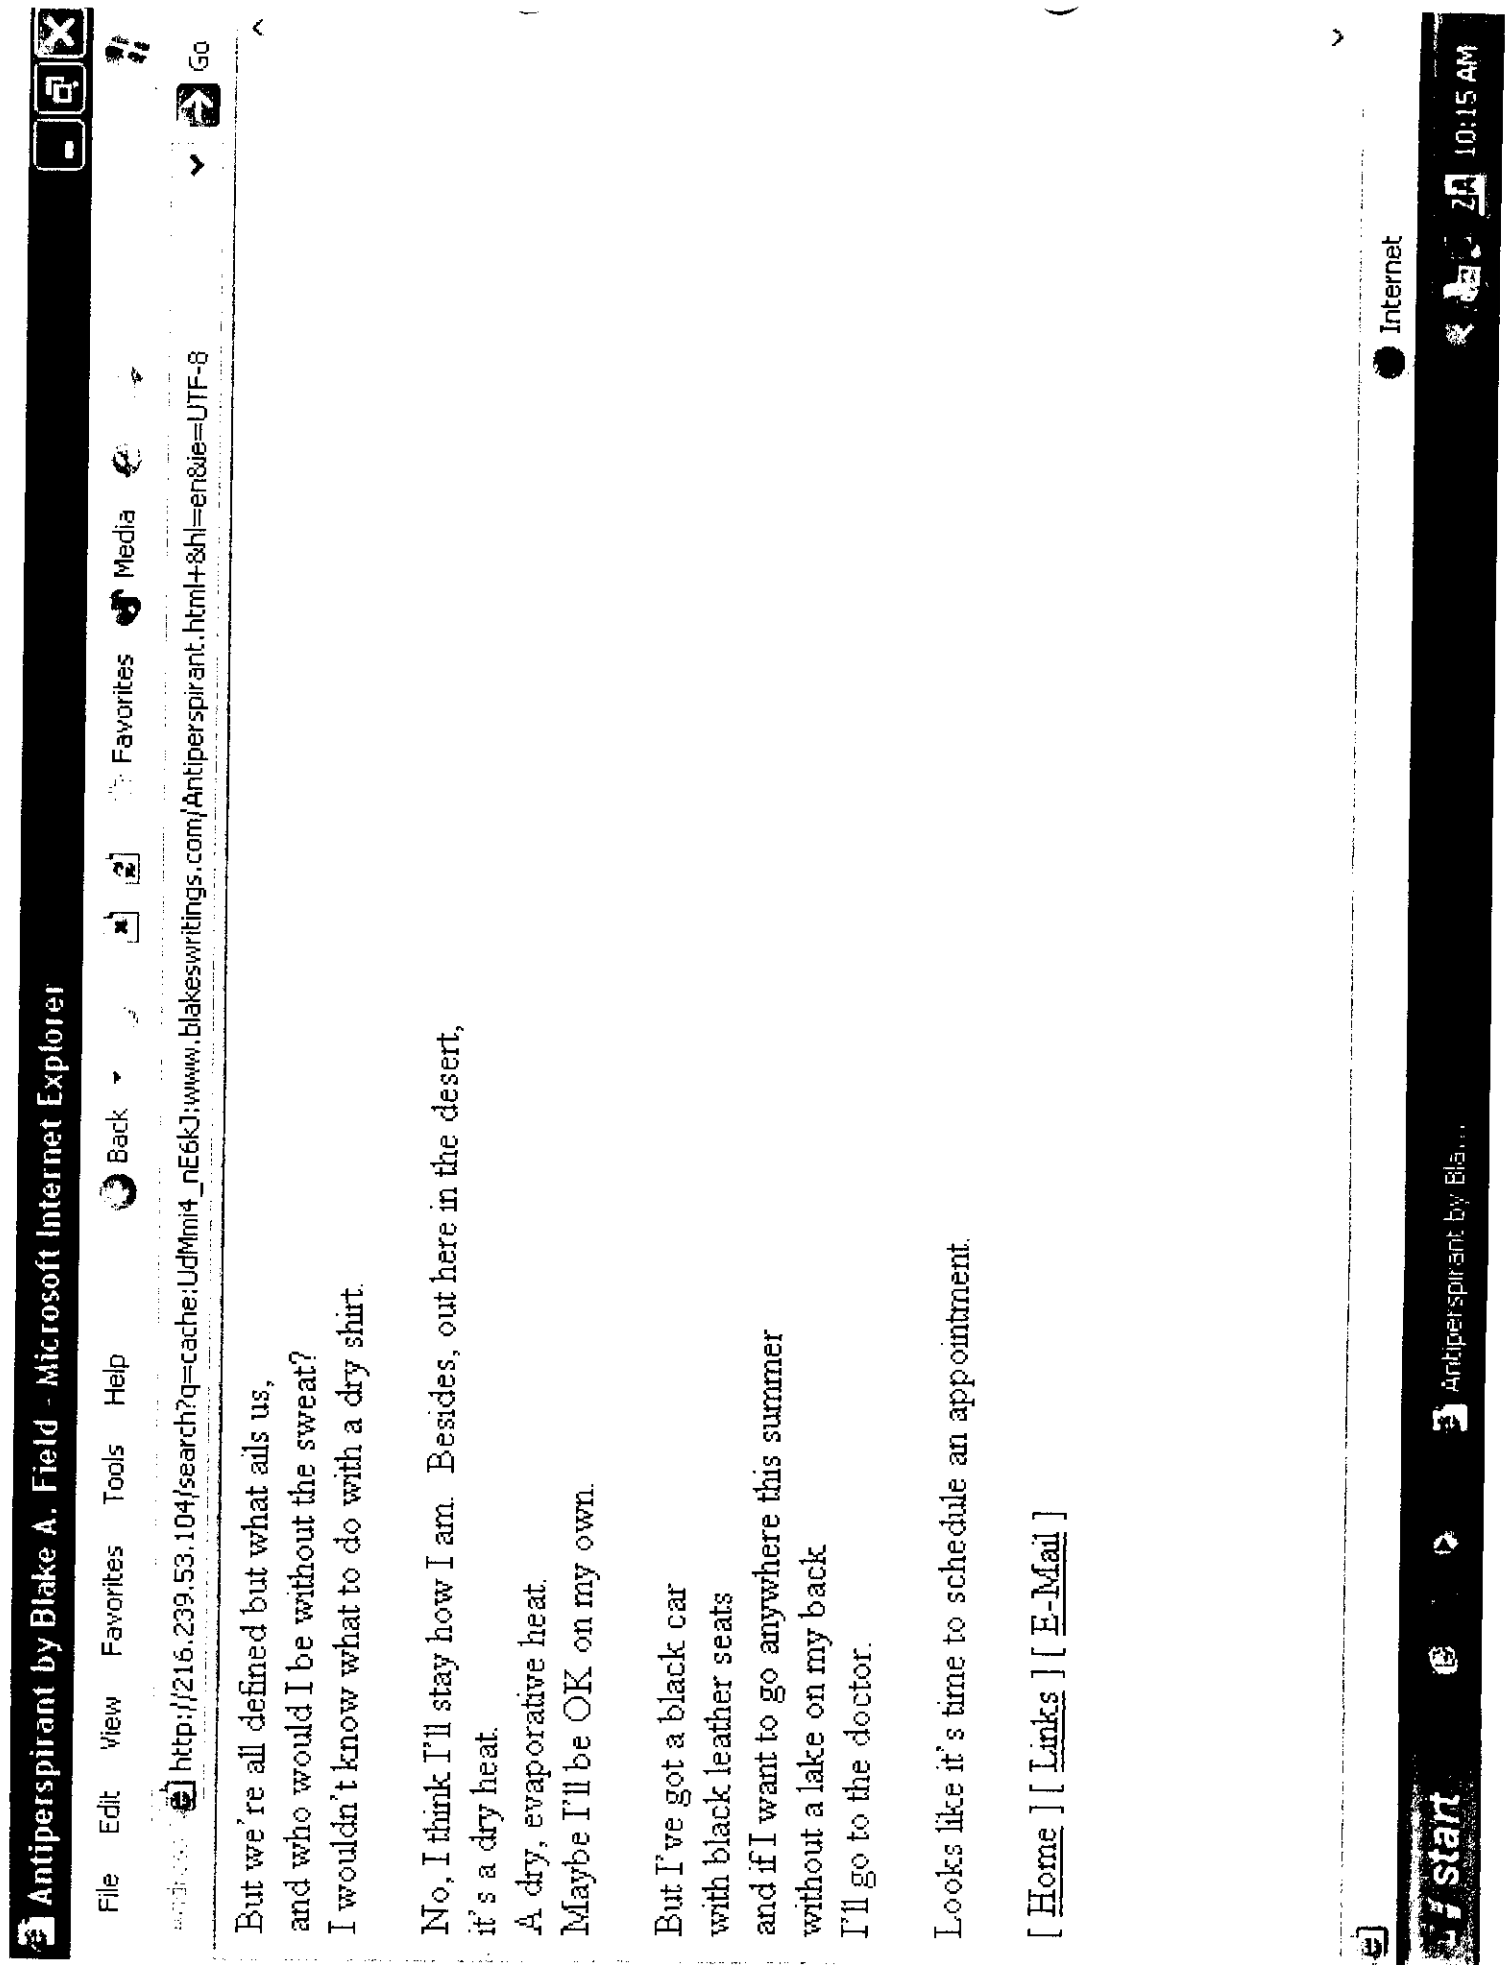 Antiperspirant by Blake A. Field - Microsoft Internet Explorer
File Edit View Favorites Tools Help Back Favorites Media
http://216.239.53.104/search?q=cache:UdMmi4_nE6kJ:www.blakeswritings.com/Antiperspirant.html+&hl=en&ie=UTF-8 Go
But we're all defined but what ails us,
and who would I be without the sweat?
I wouldn't know what to do with a dry shirt.
No, I think I'll stay how I am. Besides, out here in the desert,
it's a dry heat.
A dry, evaporative heat.
Maybe I'll be OK on my own.
But I've got a black car
with black leather seats
and if I want to go anywhere this summer
without a lake on my back
I'll go to the doctor.
Looks like it's time to schedule an appointment.
[ Home ] [ Links ] [ E-Mail ]
Internet
start Antiperspirant by Bla... 10:15 AM